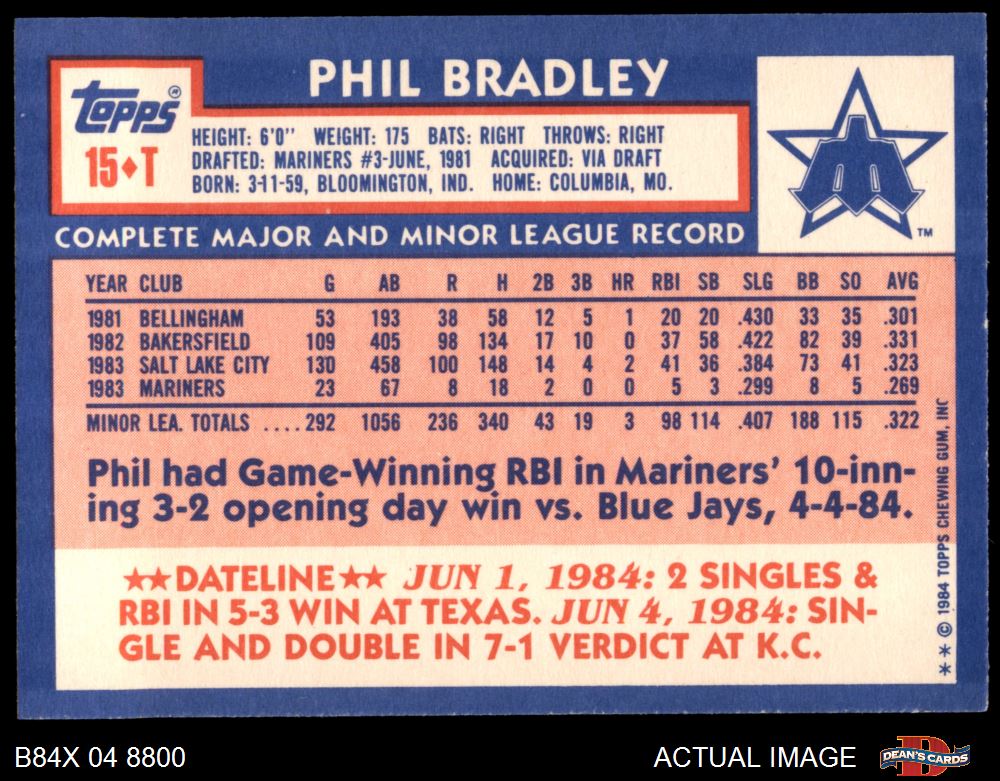 PHIL BRADLEY
topps®
15♦T
HEIGHT: 6'0" WEIGHT: 175 BATS: RIGHT THROWS: RIGHT
DRAFTED: MARINERS #3-JUNE, 1981 ACQUIRED: VIA DRAFT
BORN: 3-11-59, BLOOMINGTON, IND. HOME: COLUMBIA, MO.
TM
COMPLETE MAJOR AND MINOR LEAGUE RECORD
YEAR CLUB G AB R H 2B 3B HR RBI SB SLG BB SO AVG
1981 BELLINGHAM 53 193 38 58 12 5 1 20 20 .430 33 35 .301
1982 BAKERSFIELD 109 405 98 134 17 10 0 37 58 .422 82 39 .331
1983 SALT LAKE CITY 130 458 100 148 14 4 2 41 36 .384 73 41 .323
1983 MARINERS 23 67 8 18 2 0 0 5 3 .299 8 5 .269
MINOR LEA. TOTALS ....292 1056 236 340 43 19 3 98 114 .407 188 115 .322
Phil had Game-Winning RBI in Mariners' 10-inn-
ing 3-2 opening day win vs. Blue Jays, 4-4-84.
★★DATELINE★★ JUN 1, 1984: 2 SINGLES &
RBI IN 5-3 WIN AT TEXAS. JUN 4, 1984: SIN-
GLE AND DOUBLE IN 7-1 VERDICT AT K.C.
** © 1984 TOPPS CHEWING GUM, INC
B84X 04 8800
ACTUAL IMAGE
DEAN'S CARDS